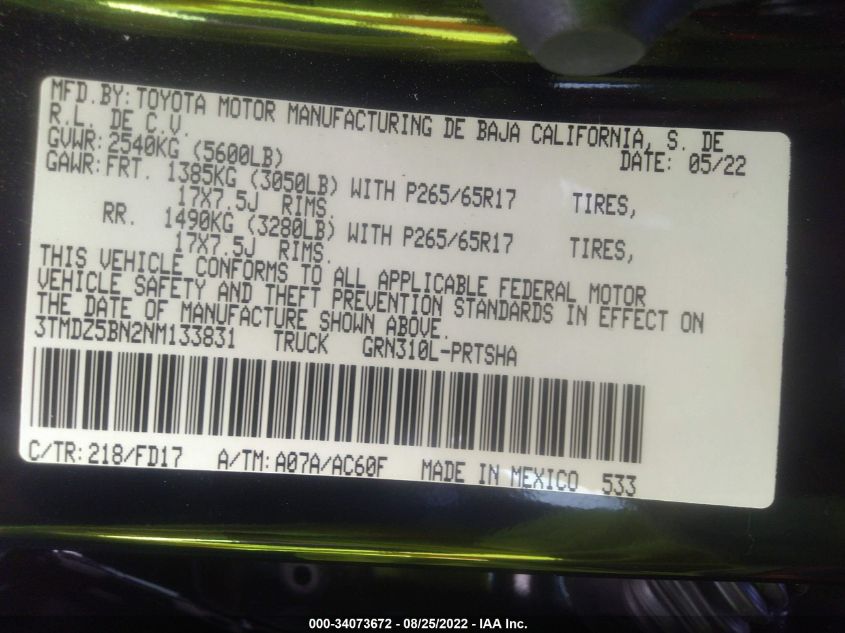 MFD.BY: TOYOTA MOTOR MANUFACTURING DE BAJA CALIFORNIA, S. DE
R.L. DE C.V. DATE: 05/22
GVWR: 2540KG (5600LB)
GAWR: FRT. 1385KG (3050LB) WITH P265/65R17 TIRES,
17X7.5J RIMS.
RR. 1490KG (3280LB) WITH P265/65R17 TIRES,
17X7.5J RIMS.
THIS VEHICLE CONFORMS TO ALL APPLICABLE FEDERAL MOTOR
VEHICLE SAFETY AND THEFT PREVENTION STANDARDS IN EFFECT ON
THE DATE OF MANUFACTURE SHOWN ABOVE.
3TMDZ5BN2NM133831 TRUCK GRN310L-PRTSHA
C/TR: 218/FD17 A/TM: A07A/AC60F MADE IN MEXICO 533
000-34073672 - 08/25/2022 - IAA Inc.